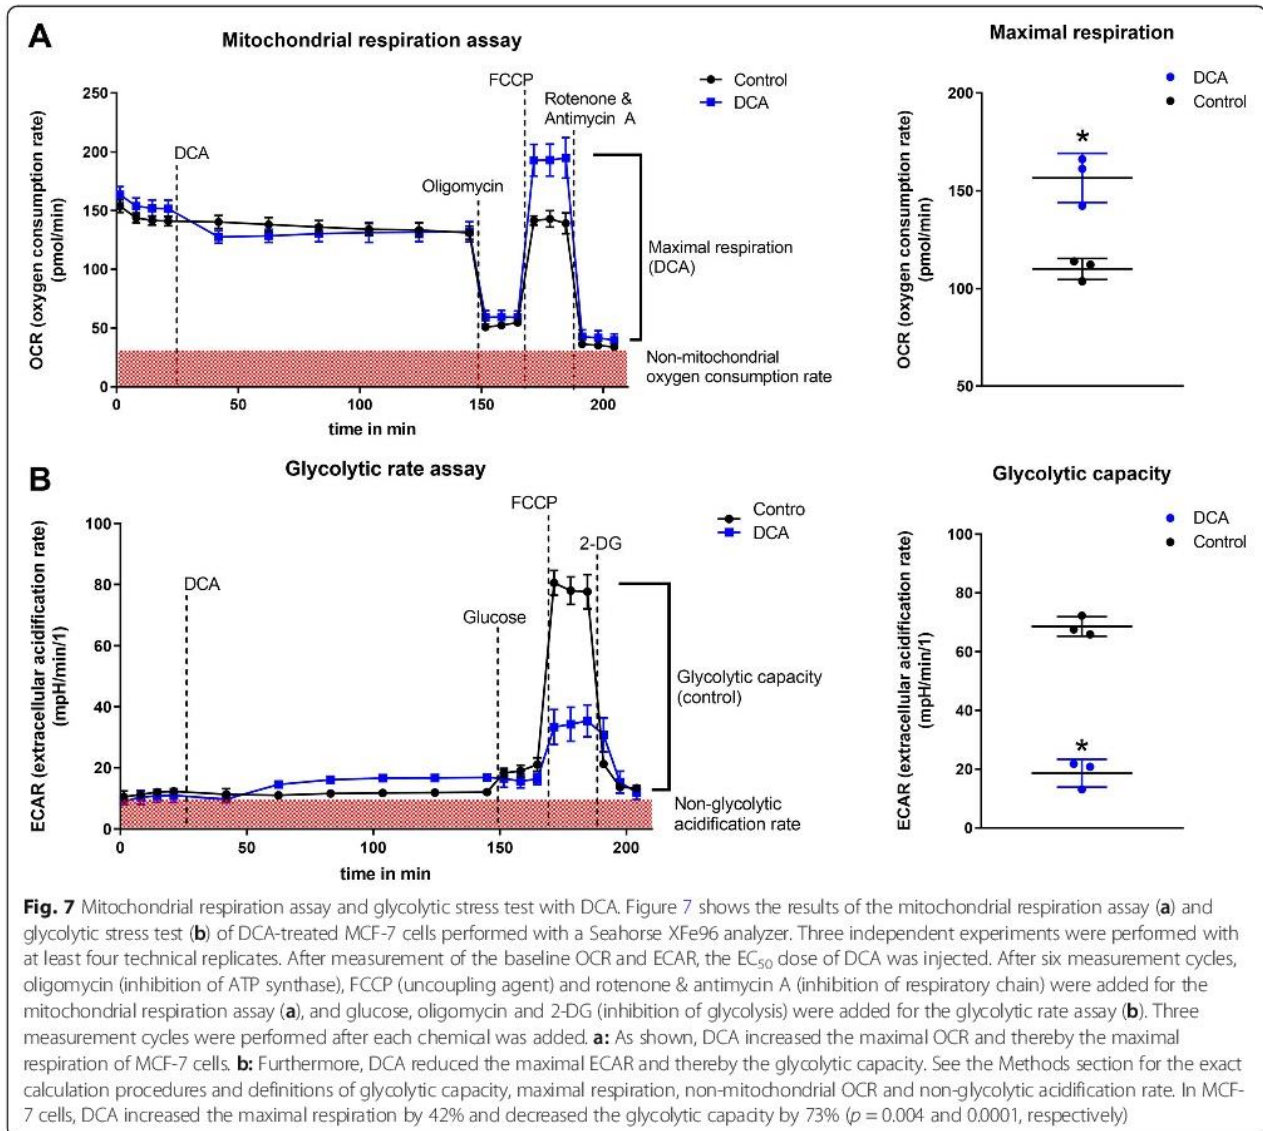 A
Mitochondrial respiration assay
Maximal respiration
FCCP
Control
DCA
Rotenone &
Antimycin A
DCA
Oligomycin
250
200
150
100
50
0
OCR (oxygen consumption rate)
(pmol/min)
0
50
100
150
200
time in min
Maximal respiration
(DCA)
Non-mitochondrial
oxygen consumption rate
DCA
Control
*
200
150
100
50
OCR (oxygen consumption rate)
(pmol/min)
B
Glycolytic rate assay
Glycolytic capacity
FCCP
Contro
DCA
2-DG
DCA
Glucose
100
80
60
40
20
0
ECAR (extracellular acidification rate)
(mpH/min/1)
0
50
100
150
200
time in min
Glycolytic capacity
(control)
Non-glycolytic
acidification rate
DCA
Control
*
100
80
60
40
20
0
ECAR (extracellular acidification rate)
(mpH/min/1)
Fig. 7 Mitochondrial respiration assay and glycolytic stress test with DCA. Figure 7 shows the results of the mitochondrial respiration assay (a) and
glycolytic stress test (b) of DCA-treated MCF-7 cells performed with a Seahorse XFe96 analyzer. Three independent experiments were performed with
at least four technical replicates. After measurement of the baseline OCR and ECAR, the EC50 dose of DCA was injected. After six measurement cycles,
oligomycin (inhibition of ATP synthase), FCCP (uncoupling agent) and rotenone & antimycin A (inhibition of respiratory chain) were added for the
mitochondrial respiration assay (a), and glucose, oligomycin and 2-DG (inhibition of glycolysis) were added for the glycolytic rate assay (b). Three
measurement cycles were performed after each chemical was added. a: As shown, DCA increased the maximal OCR and thereby the maximal
respiration of MCF-7 cells. b: Furthermore, DCA reduced the maximal ECAR and thereby the glycolytic capacity. See the Methods section for the exact
calculation procedures and definitions of glycolytic capacity, maximal respiration, non-mitochondrial OCR and non-glycolytic acidification rate. In MCF-
7 cells, DCA increased the maximal respiration by 42% and decreased the glycolytic capacity by 73% (p = 0.004 and 0.0001, respectively)